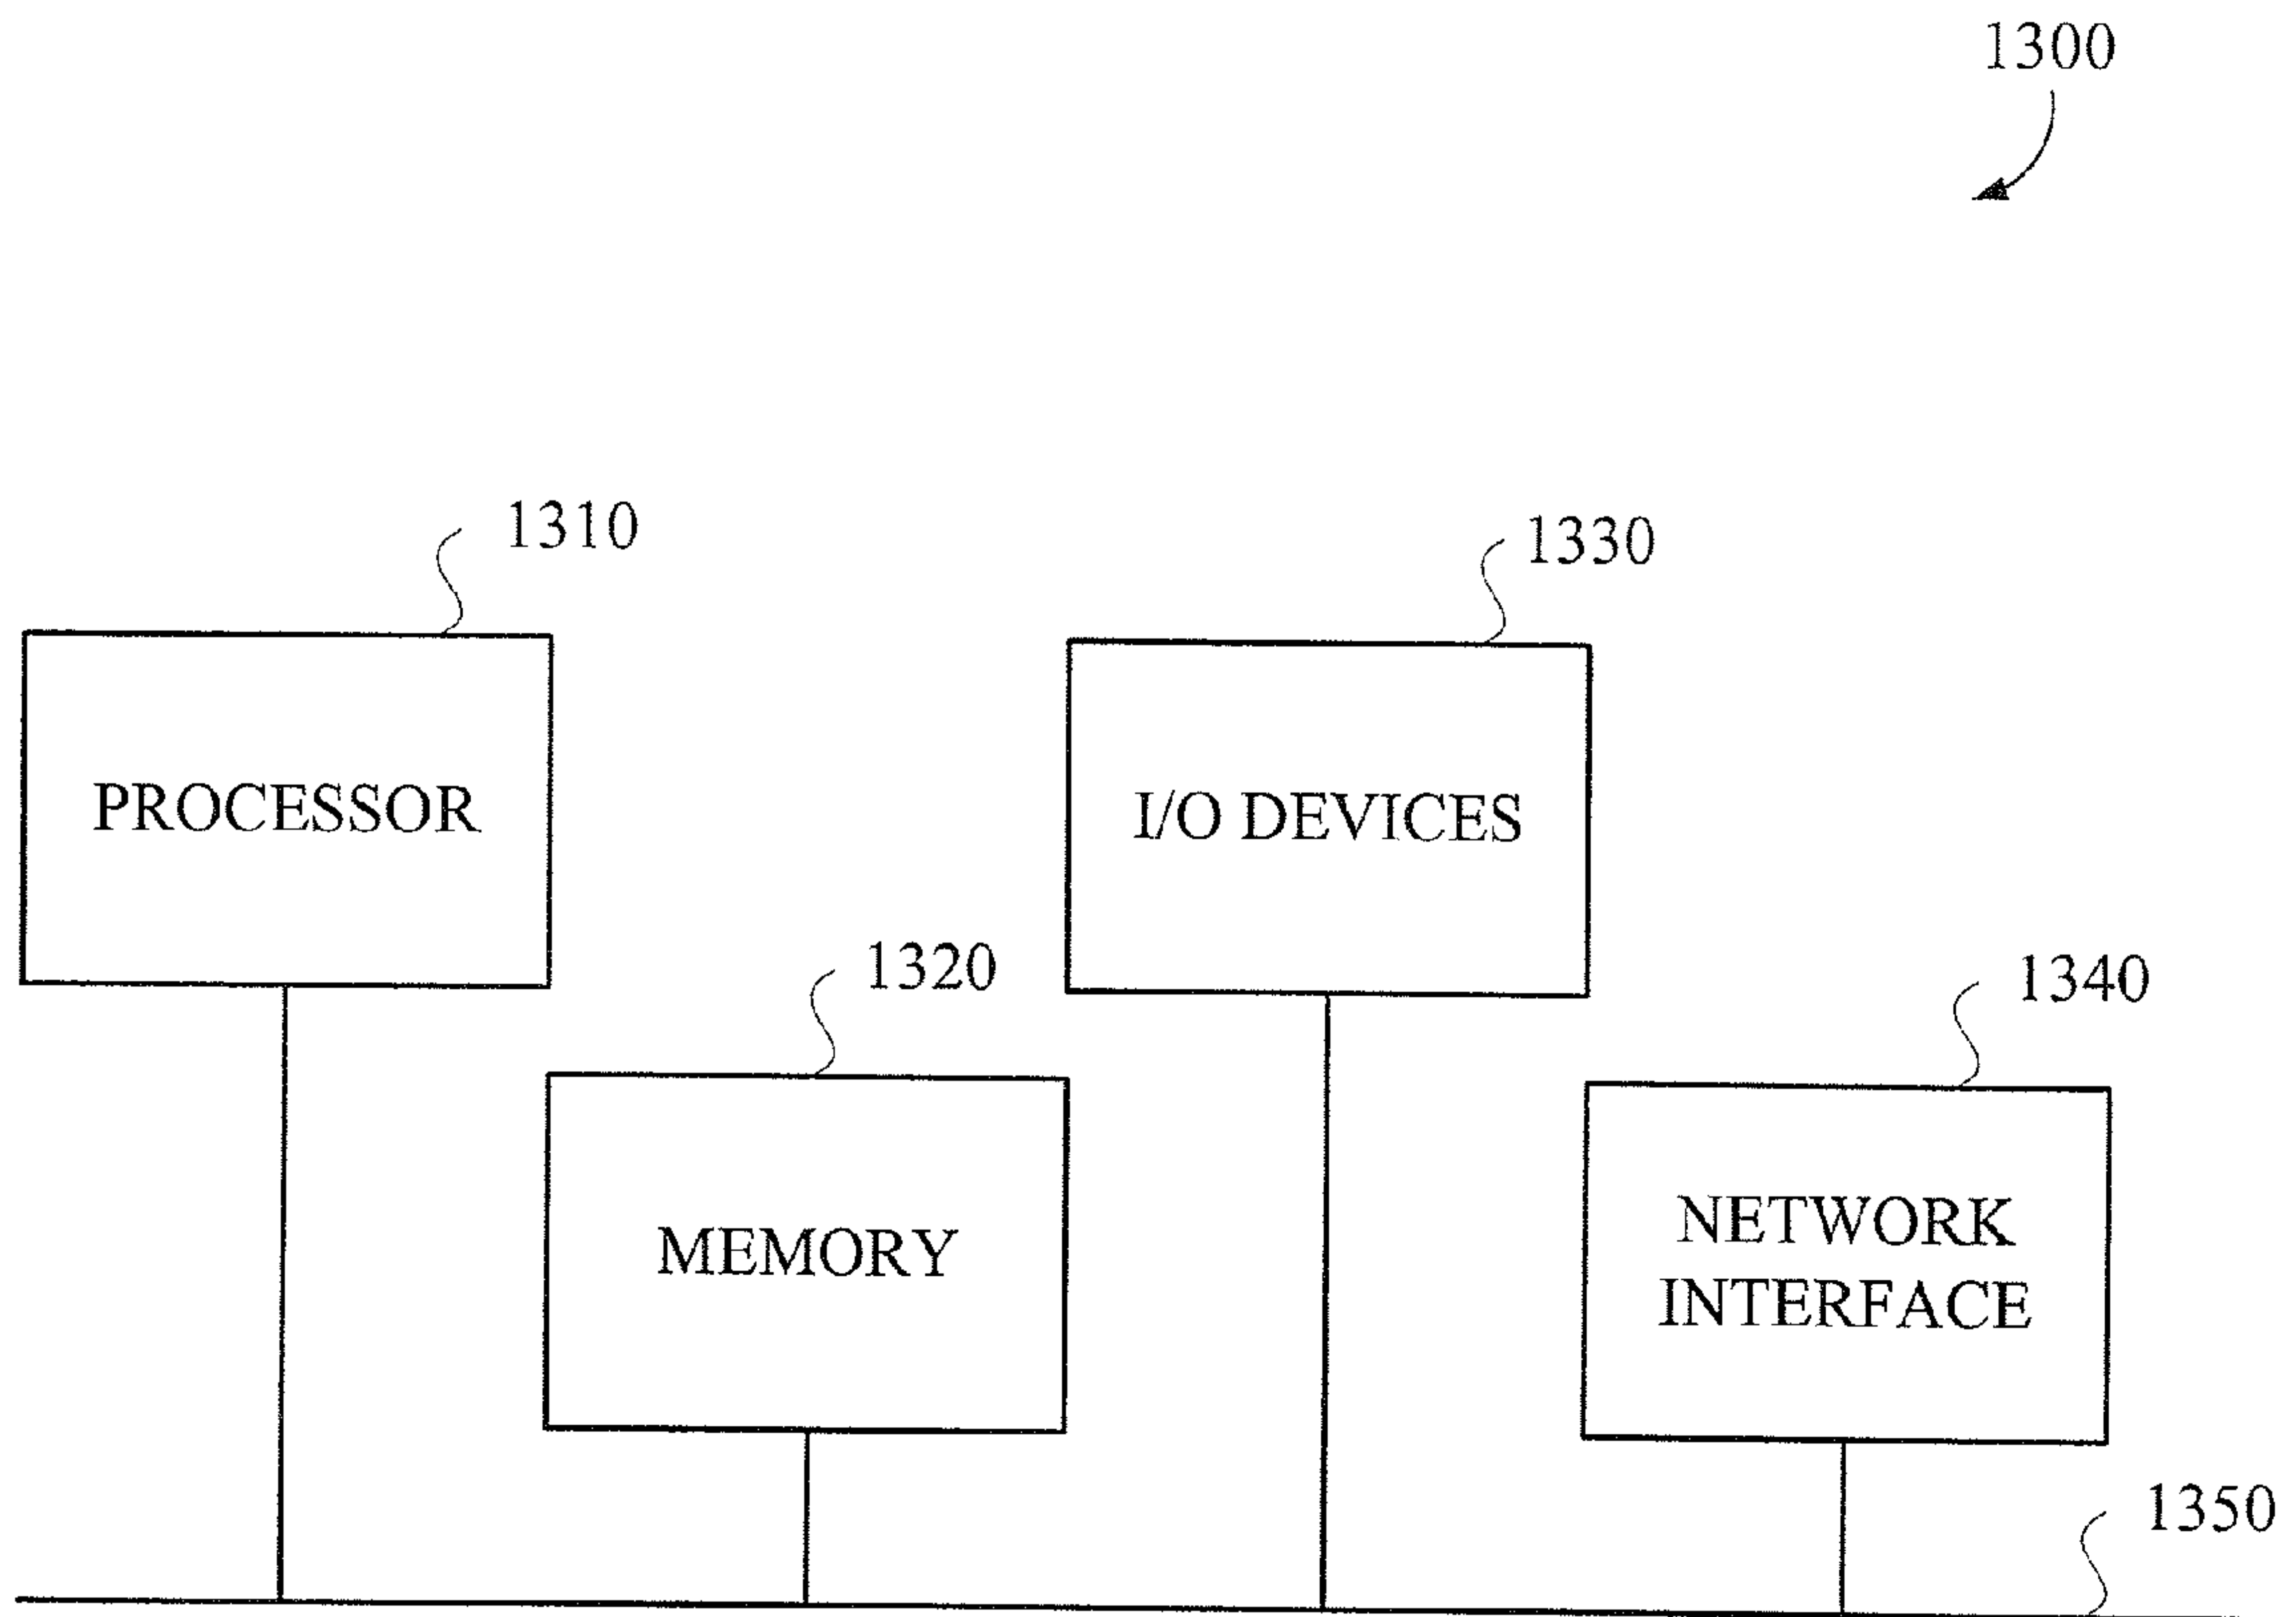 1300
1310
1330
PROCESSOR
I/O DEVICES
1320
1340
MEMORY
NETWORK
INTERFACE
1350